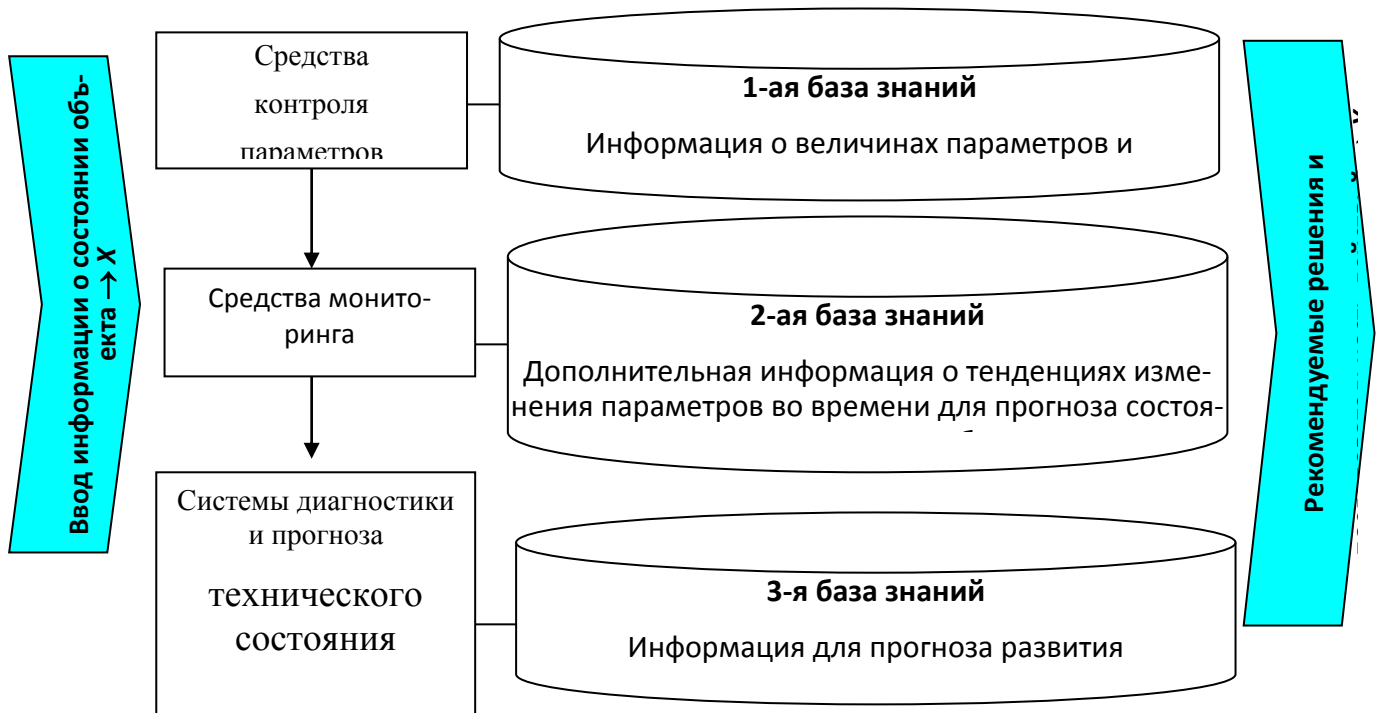 Ввод информации о состоянии объ-
екта → X
Средства
контроля
параметров
1-ая база знаний
Информация о величинах параметров и
Средства монито-
ринга
2-ая база знаний
Дополнительная информация о тенденциях изме-
нения параметров во времени для прогноза состоя-
Системы диагностики
и прогноза
технического
состояния
3-я база знаний
Информация для прогноза развития
Рекомендуемые решения и